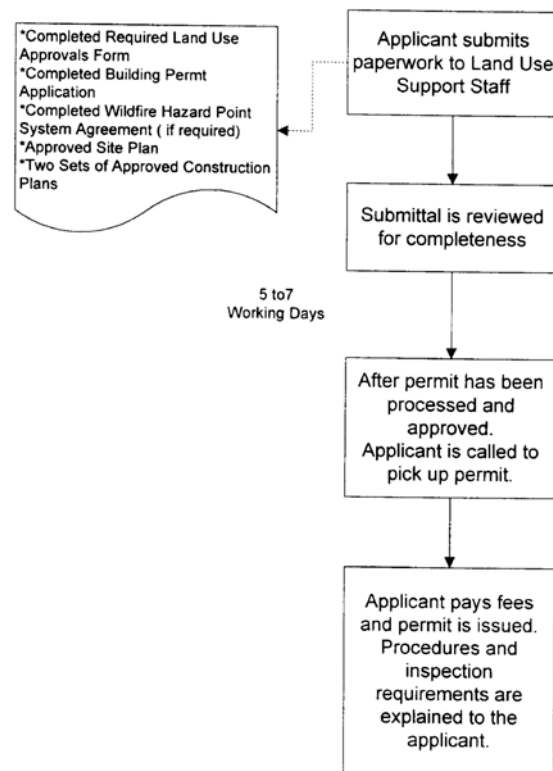 *Completed Required Land Use
Approvals Form
*Completed Building Permt
Application
*Completed Wildfire Hazard Point
System Agreement ( if required)
*Approved Site Plan
*Two Sets of Approved Construction
Plans
Applicant submits
paperwork to Land Use
Support Staff
Submittal is reviewed
for completeness
5 to7
Working Days
After permit has been
processed and
approved.
Applicant is called to
pick up permit.
Applicant pays fees
and permit is issued.
Procedures and
inspection
requirements are
explained to the
applicant.